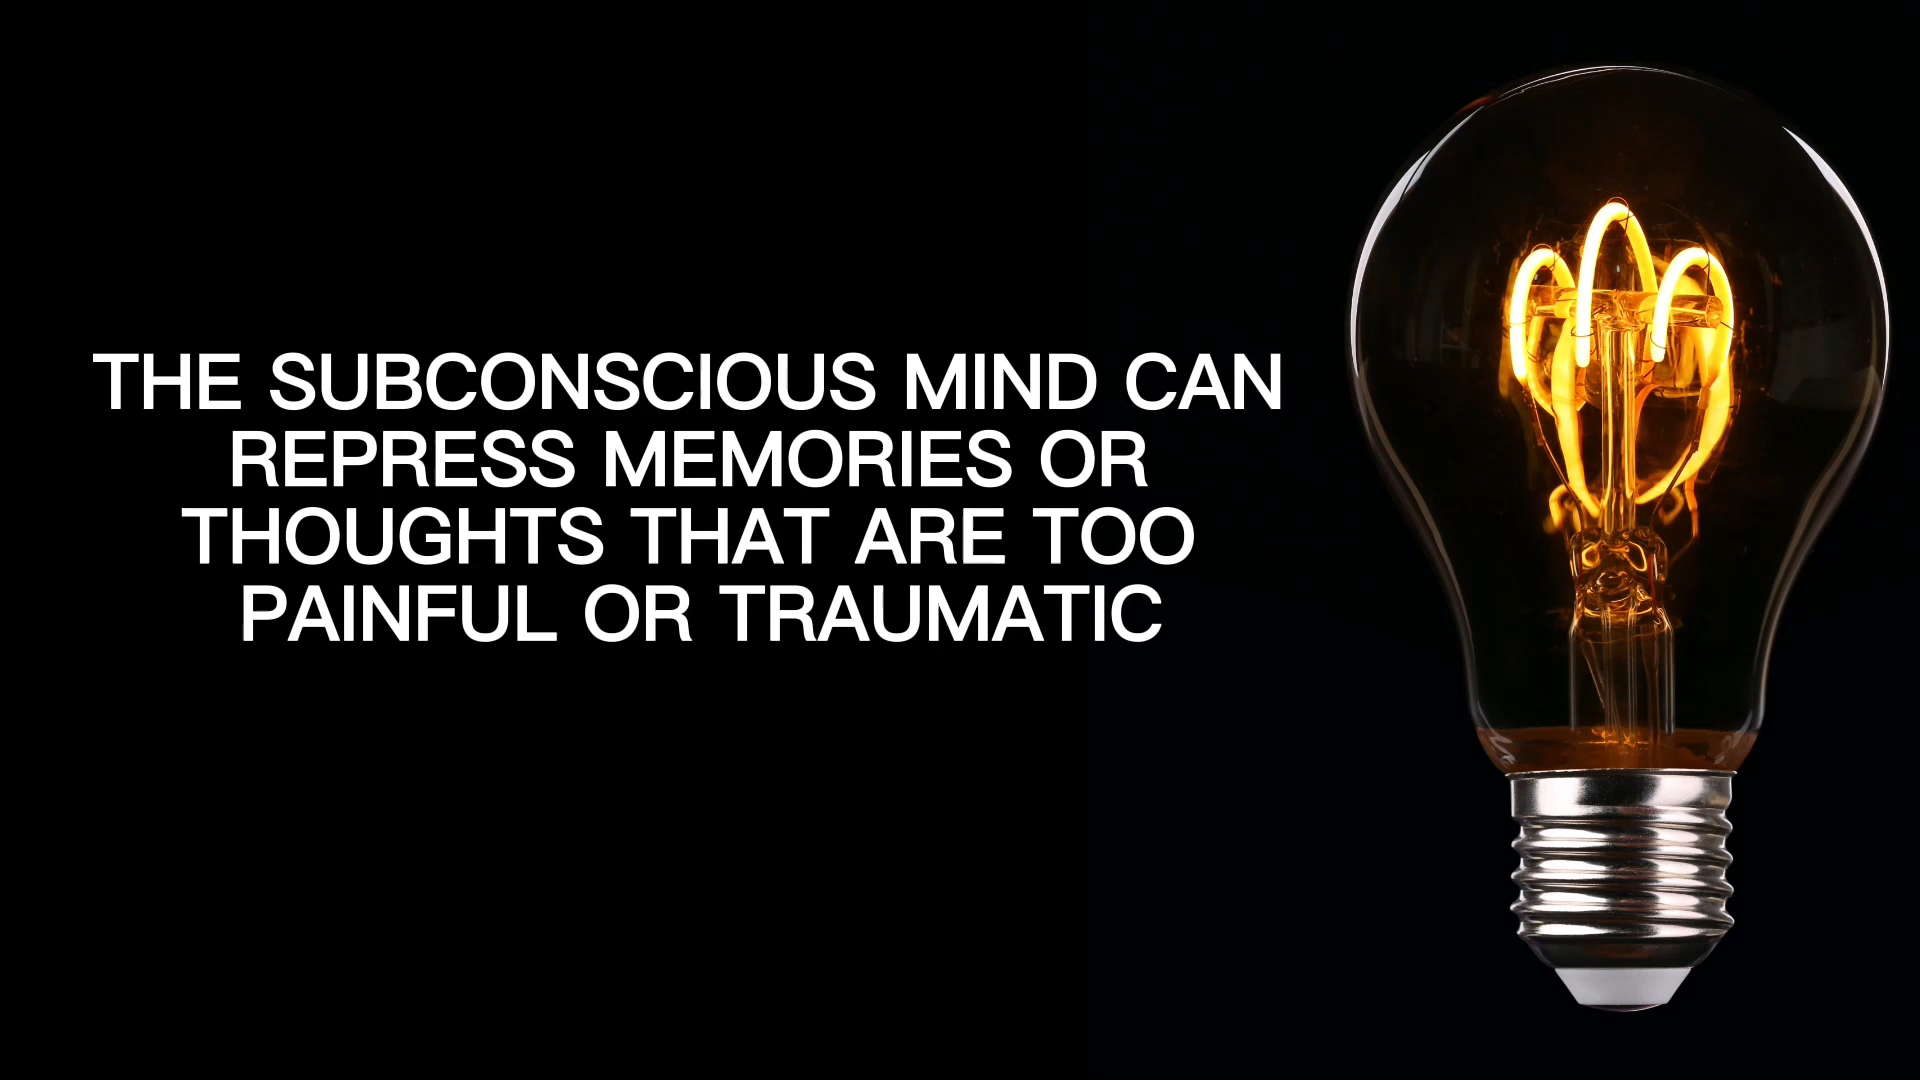 THE SUBCONSCIOUS MIND CAN
REPRESS MEMORIES OR
THOUGHTS THAT ARE TOO
PAINFUL OR TRAUMATIC